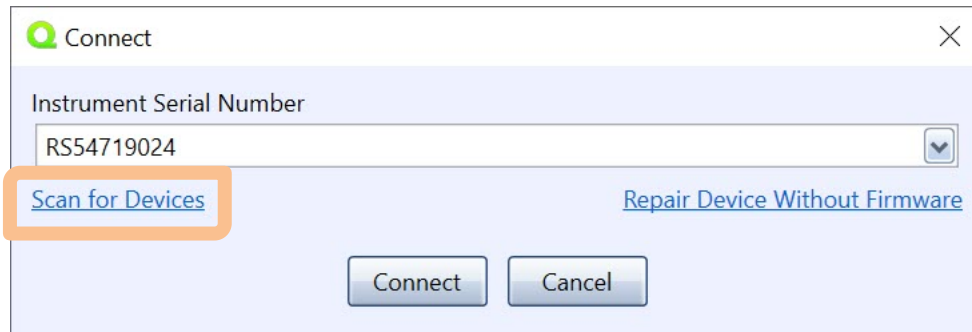 Connect
Instrument Serial Number
RS54719024
Scan for Devices Repair Device Without Firmware
Connect Cancel